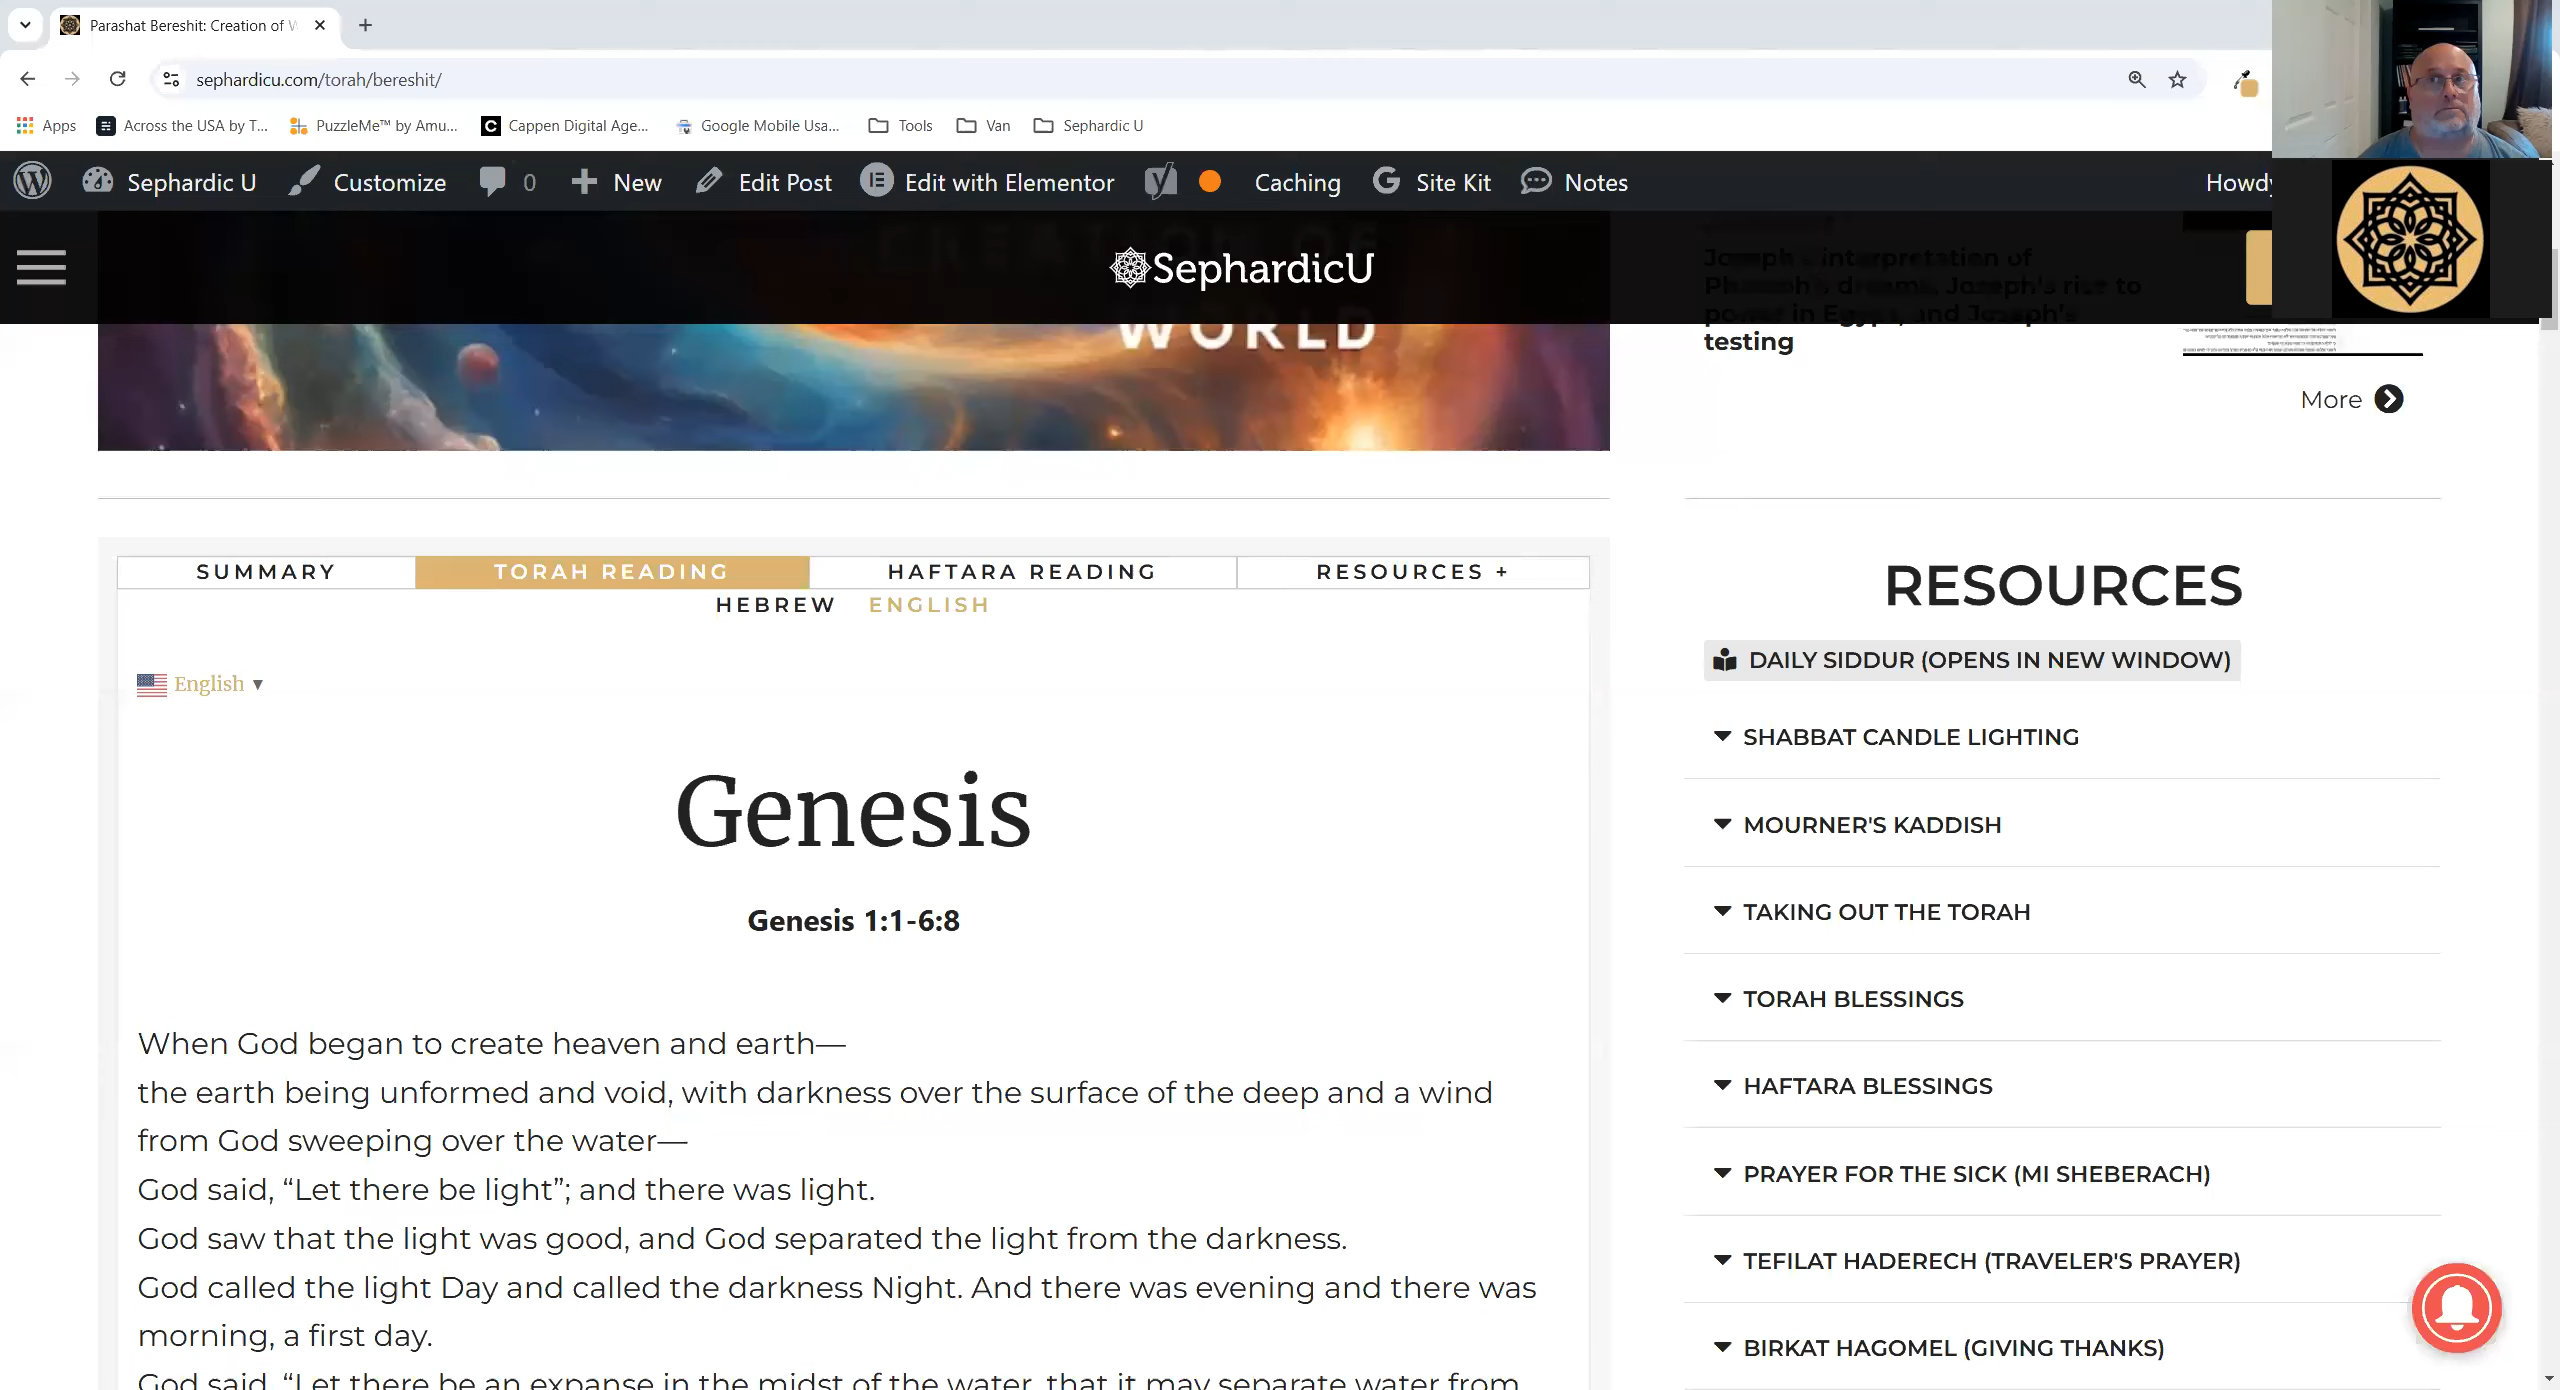 Parashat Bereshit: Creation of W
sephardicu.com/torah/bereshit/
Apps
Across the USA by T...
PuzzleMe™ by Amu...
Cappen Digital Age...
Google Mobile Usa...
Tools
Van
Sephardic U
Sephardic U
Customize
0
New
Edit Post
Edit with Elementor
Caching
Site Kit
Notes
Howdy
CREATION OF
WORLD
SephardicU
Joseph's interpretation of
Pharaoh's dreams, Joseph's rise to
power in Egypt, and Joseph's
testing
More
SUMMARY
TORAH READING
HAFTARA READING
RESOURCES +
HEBREW ENGLISH
English ▼
Genesis
Genesis 1:1-6:8
When God began to create heaven and earth—
the earth being unformed and void, with darkness over the surface of the deep and a wind
from God sweeping over the water—
God said, “Let there be light”; and there was light.
God saw that the light was good, and God separated the light from the darkness.
God called the light Day and called the darkness Night. And there was evening and there was
morning, a first day.
God said, “Let there be an expanse in the midst of the water, that it may separate water from
RESOURCES
DAILY SIDDUR (OPENS IN NEW WINDOW)
SHABBAT CANDLE LIGHTING
MOURNER'S KADDISH
TAKING OUT THE TORAH
TORAH BLESSINGS
HAFTARA BLESSINGS
PRAYER FOR THE SICK (MI SHEBERACH)
TEFILAT HADERECH (TRAVELER'S PRAYER)
BIRKAT HAGOMEL (GIVING THANKS)